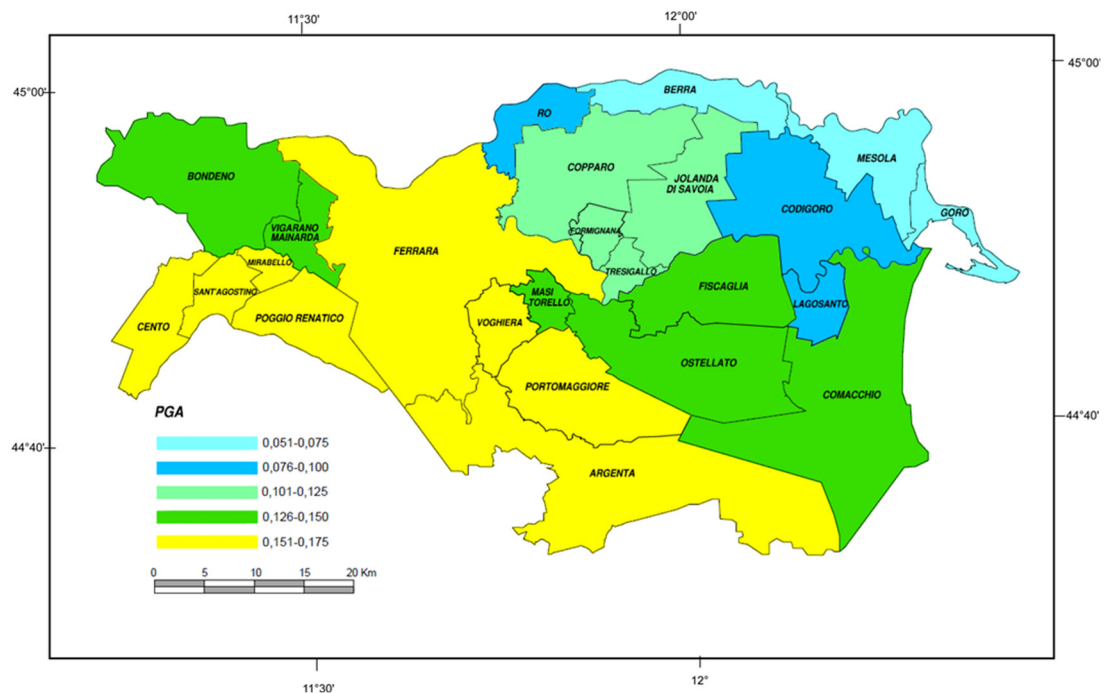 11°30'
12°00'
45°00'
45°00'
BERRA
RO
MESOLA
COPPARO
BONDENO
JOLANDA
DI SAVOIA
CODIGORO
GORO
VIGARANO
MAINARDA
FORMIGNANA
FERRARA
MIRABELLO
TRESIGALLO
FISCAGLIA
SANT'AGOSTINO
MASI
TORELLO
LAGOSANTO
POGGIO RENATICO
VOGHIERA
CENTO
OSTELLATO
PORTOMAGGIORE
COMACCHIO
PGA
44°40'
0,051-0,075
44°40'
0,076-0,100
ARGENTA
0,101-0,125
0,126-0,150
0,151-0,175
0 5 10 15 20 Km
11°30'
12°